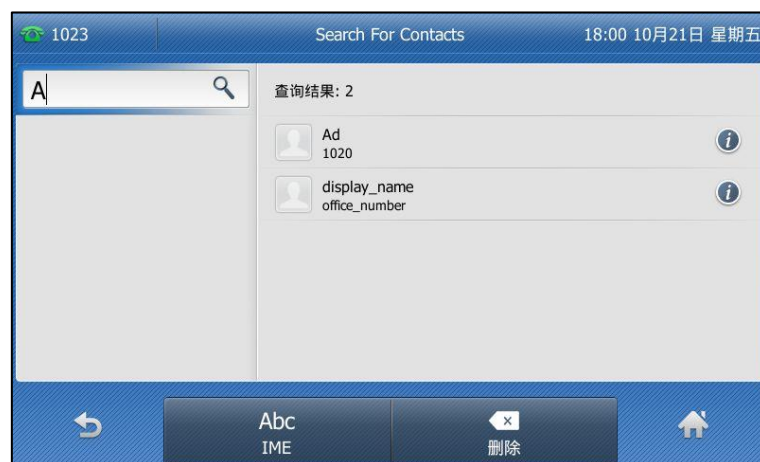 1023
Search For Contacts
18:00 10月21日 星期五
A
查询结果: 2
Ad
1020
display_name
office_number
Abc
IME
删除